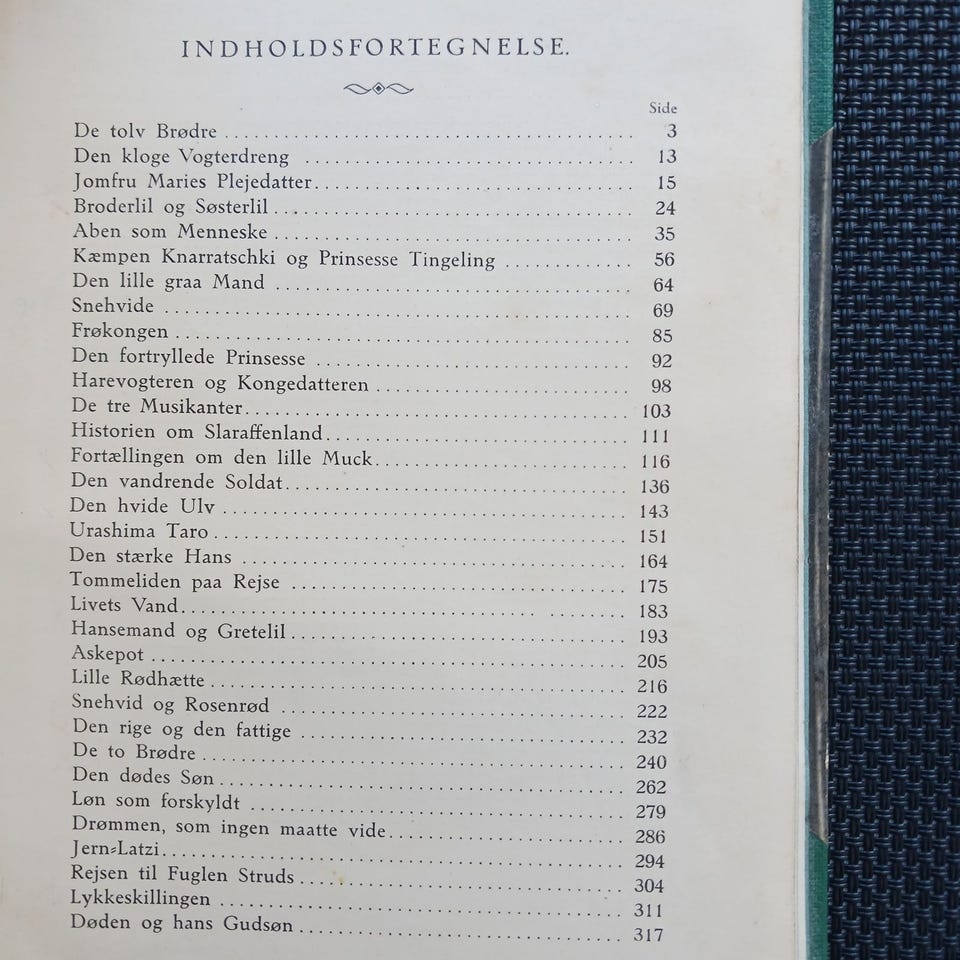 INDHOLDSFORTEGNELSE.
Side
De tolv Brødre 3
Den kloge Vogterdreng 13
Jomfru Maries Plejedatter 15
Broderlil og Søsterlil 24
Aben som Menneske 35
Kæmpen Knarratschki og Prinsesse Tingeling 56
Den lille graa Mand 64
Snehvide 69
Frøkongen 85
Den fortryllede Prinsesse 92
Harevogteren og Kongedatteren 98
De tre Musikanter 103
Historien om Slaraffenland 111
Fortællingen om den lille Muck 116
Den vandrende Soldat 136
Den hvide Ulv 143
Urashima Taro 151
Den stærke Hans 164
Tommeliden paa Rejse 175
Livets Vand 183
Hansemand og Gretelil 193
Askepot 205
Lille Rødhætte 216
Snehvid og Rosenrød 222
Den rige og den fattige 232
De to Brødre 240
Den dødes Søn 262
Løn som forskyldt 279
Drømmen, som ingen maatte vide 286
Jern-Latzi 294
Rejsen til Fuglen Struds 304
Lykkeskillingen 311
Døden og hans Gudsøn 317